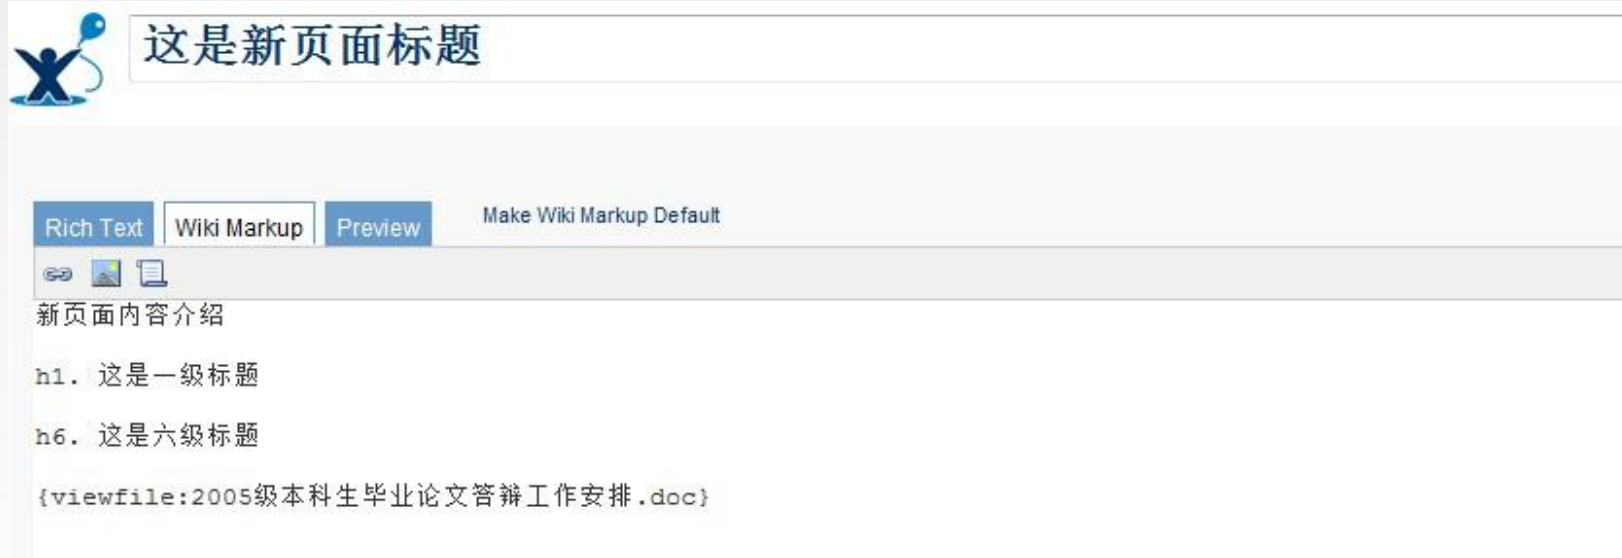 这是新页面标题
Rich Text Wiki Markup Preview Make Wiki Markup Default
新页面内容介绍
h1. 这是一级标题
h6. 这是六级标题
{viewfile:2005级本科生毕业论文答辩工作安排.doc}